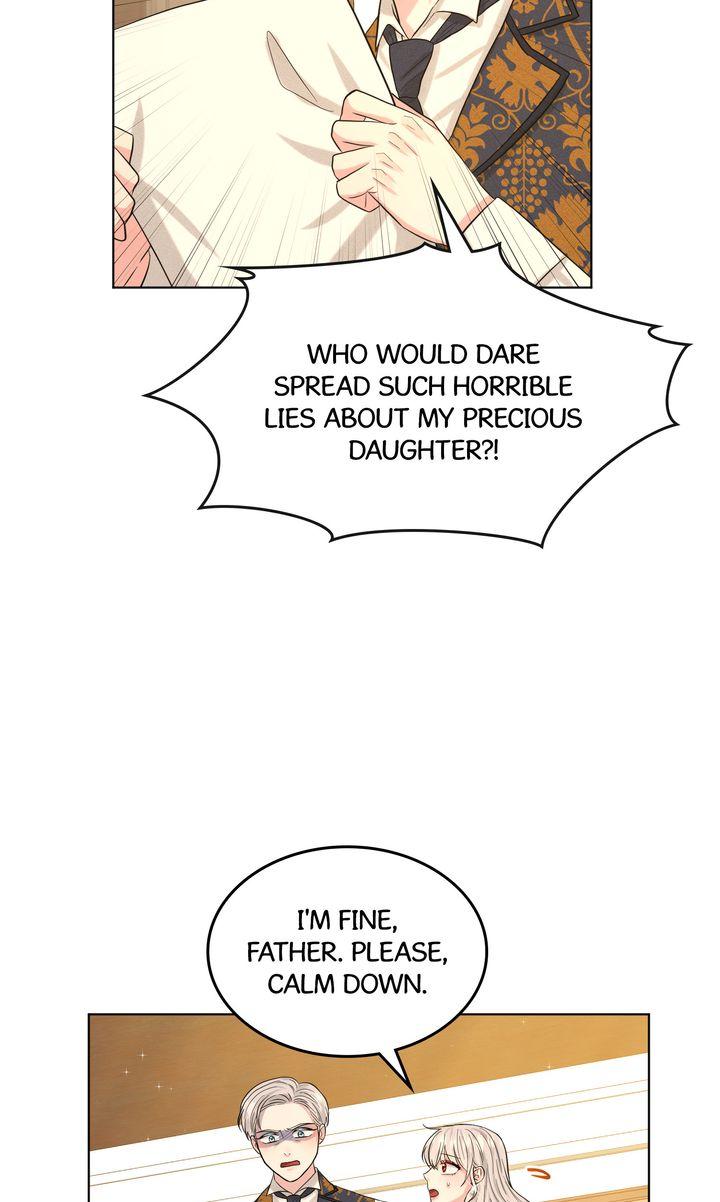 WHO WOULD DARE
SPREAD SUCH HORRIBLE
LIES ABOUT MY PRECIOUS
DAUGHTER?!
I'M FINE,
FATHER. PLEASE,
CALM DOWN.